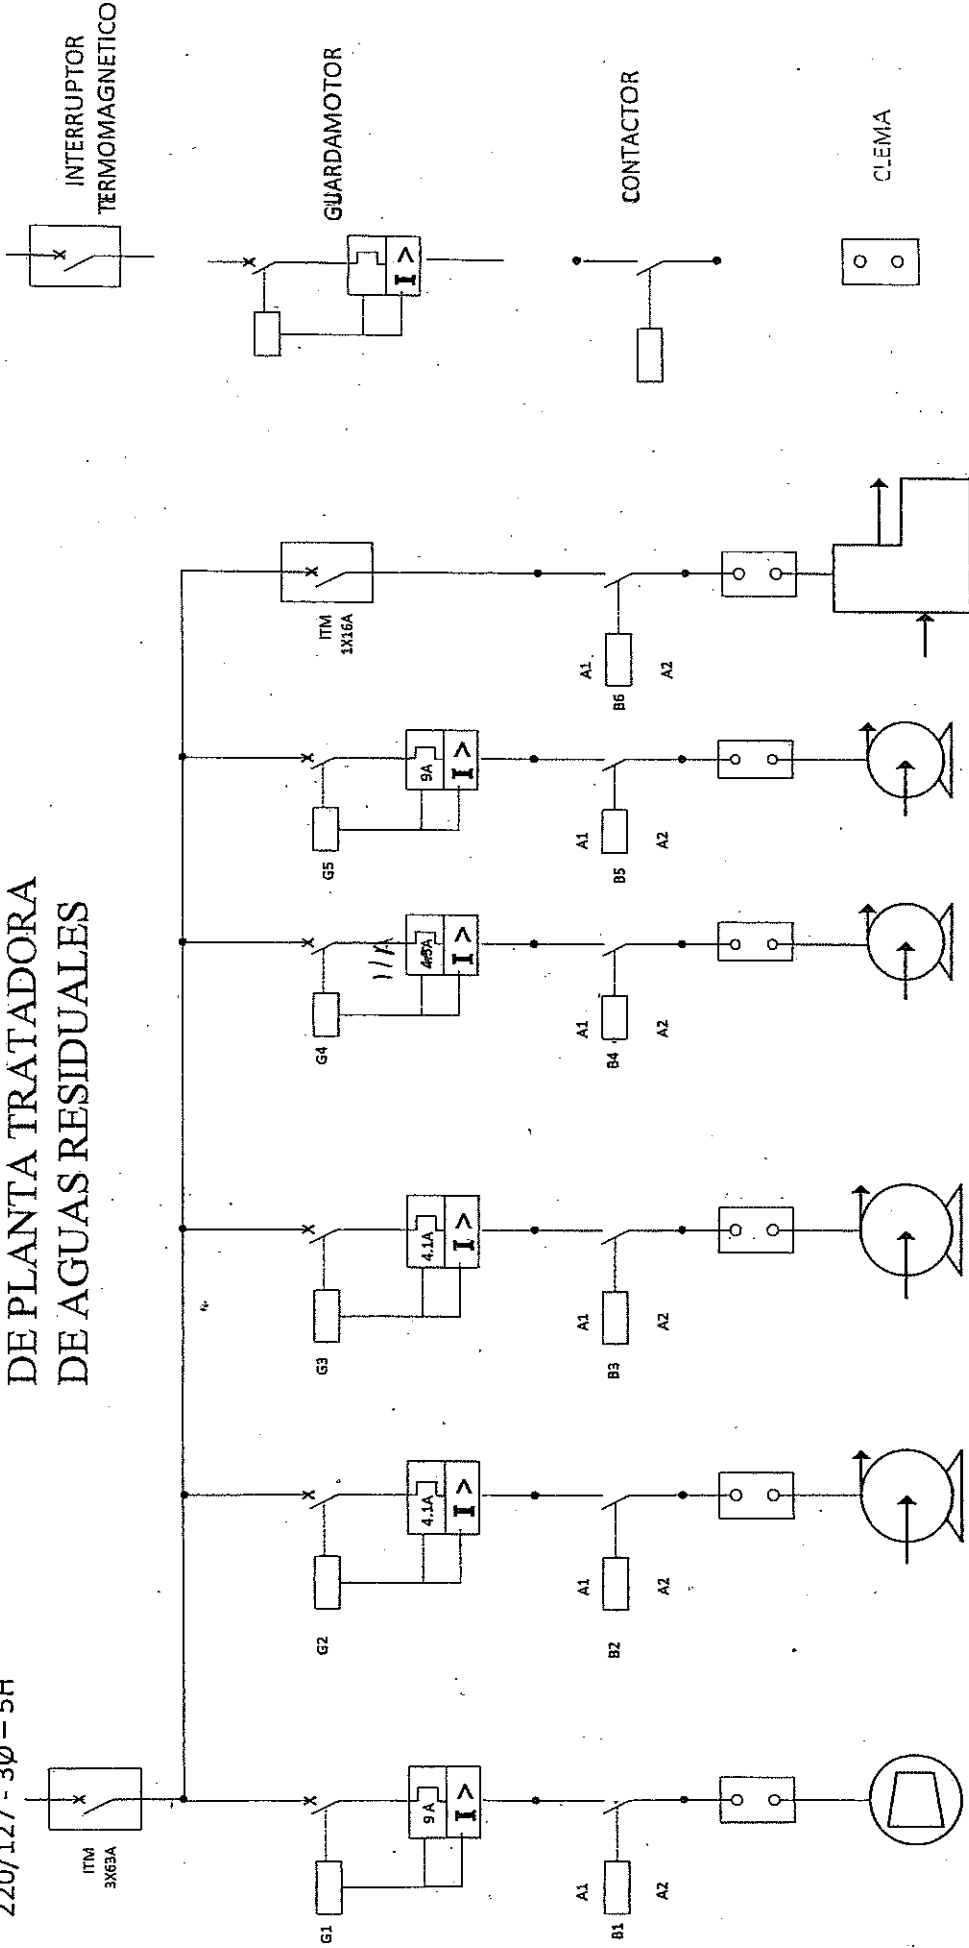 DE PLANTA TRATADORA
DE AGUAS RESIDUALES
220/127 - 3Ø - 5H
ITM
3X63A
G1
9 A
I >
A1
B1
A2
G2
4.1A
I >
A1
B2
A2
G3
4.1A
I >
A1
B3
A2
G4
I >
A1
B4
A2
G5
9A
I >
A1
B5
A2
ITM
1X16A
A1
B6
A2
INTERRUPTOR
TERMOMAGNETICO
GUARDAMOTOR
I >
CONTACTOR
CLEMA